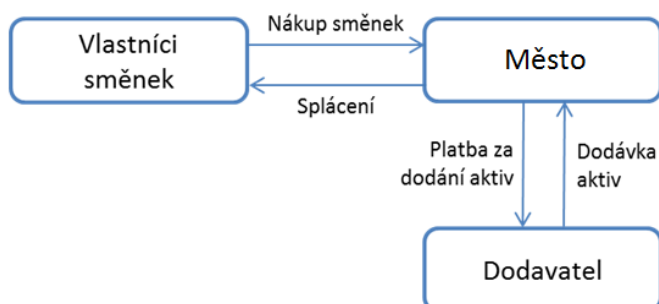 Vlastníci
směnek
Nákup směnek
Město
Splácení
Platba za
dodání aktiv
Dodávka
aktiv
Dodavatel